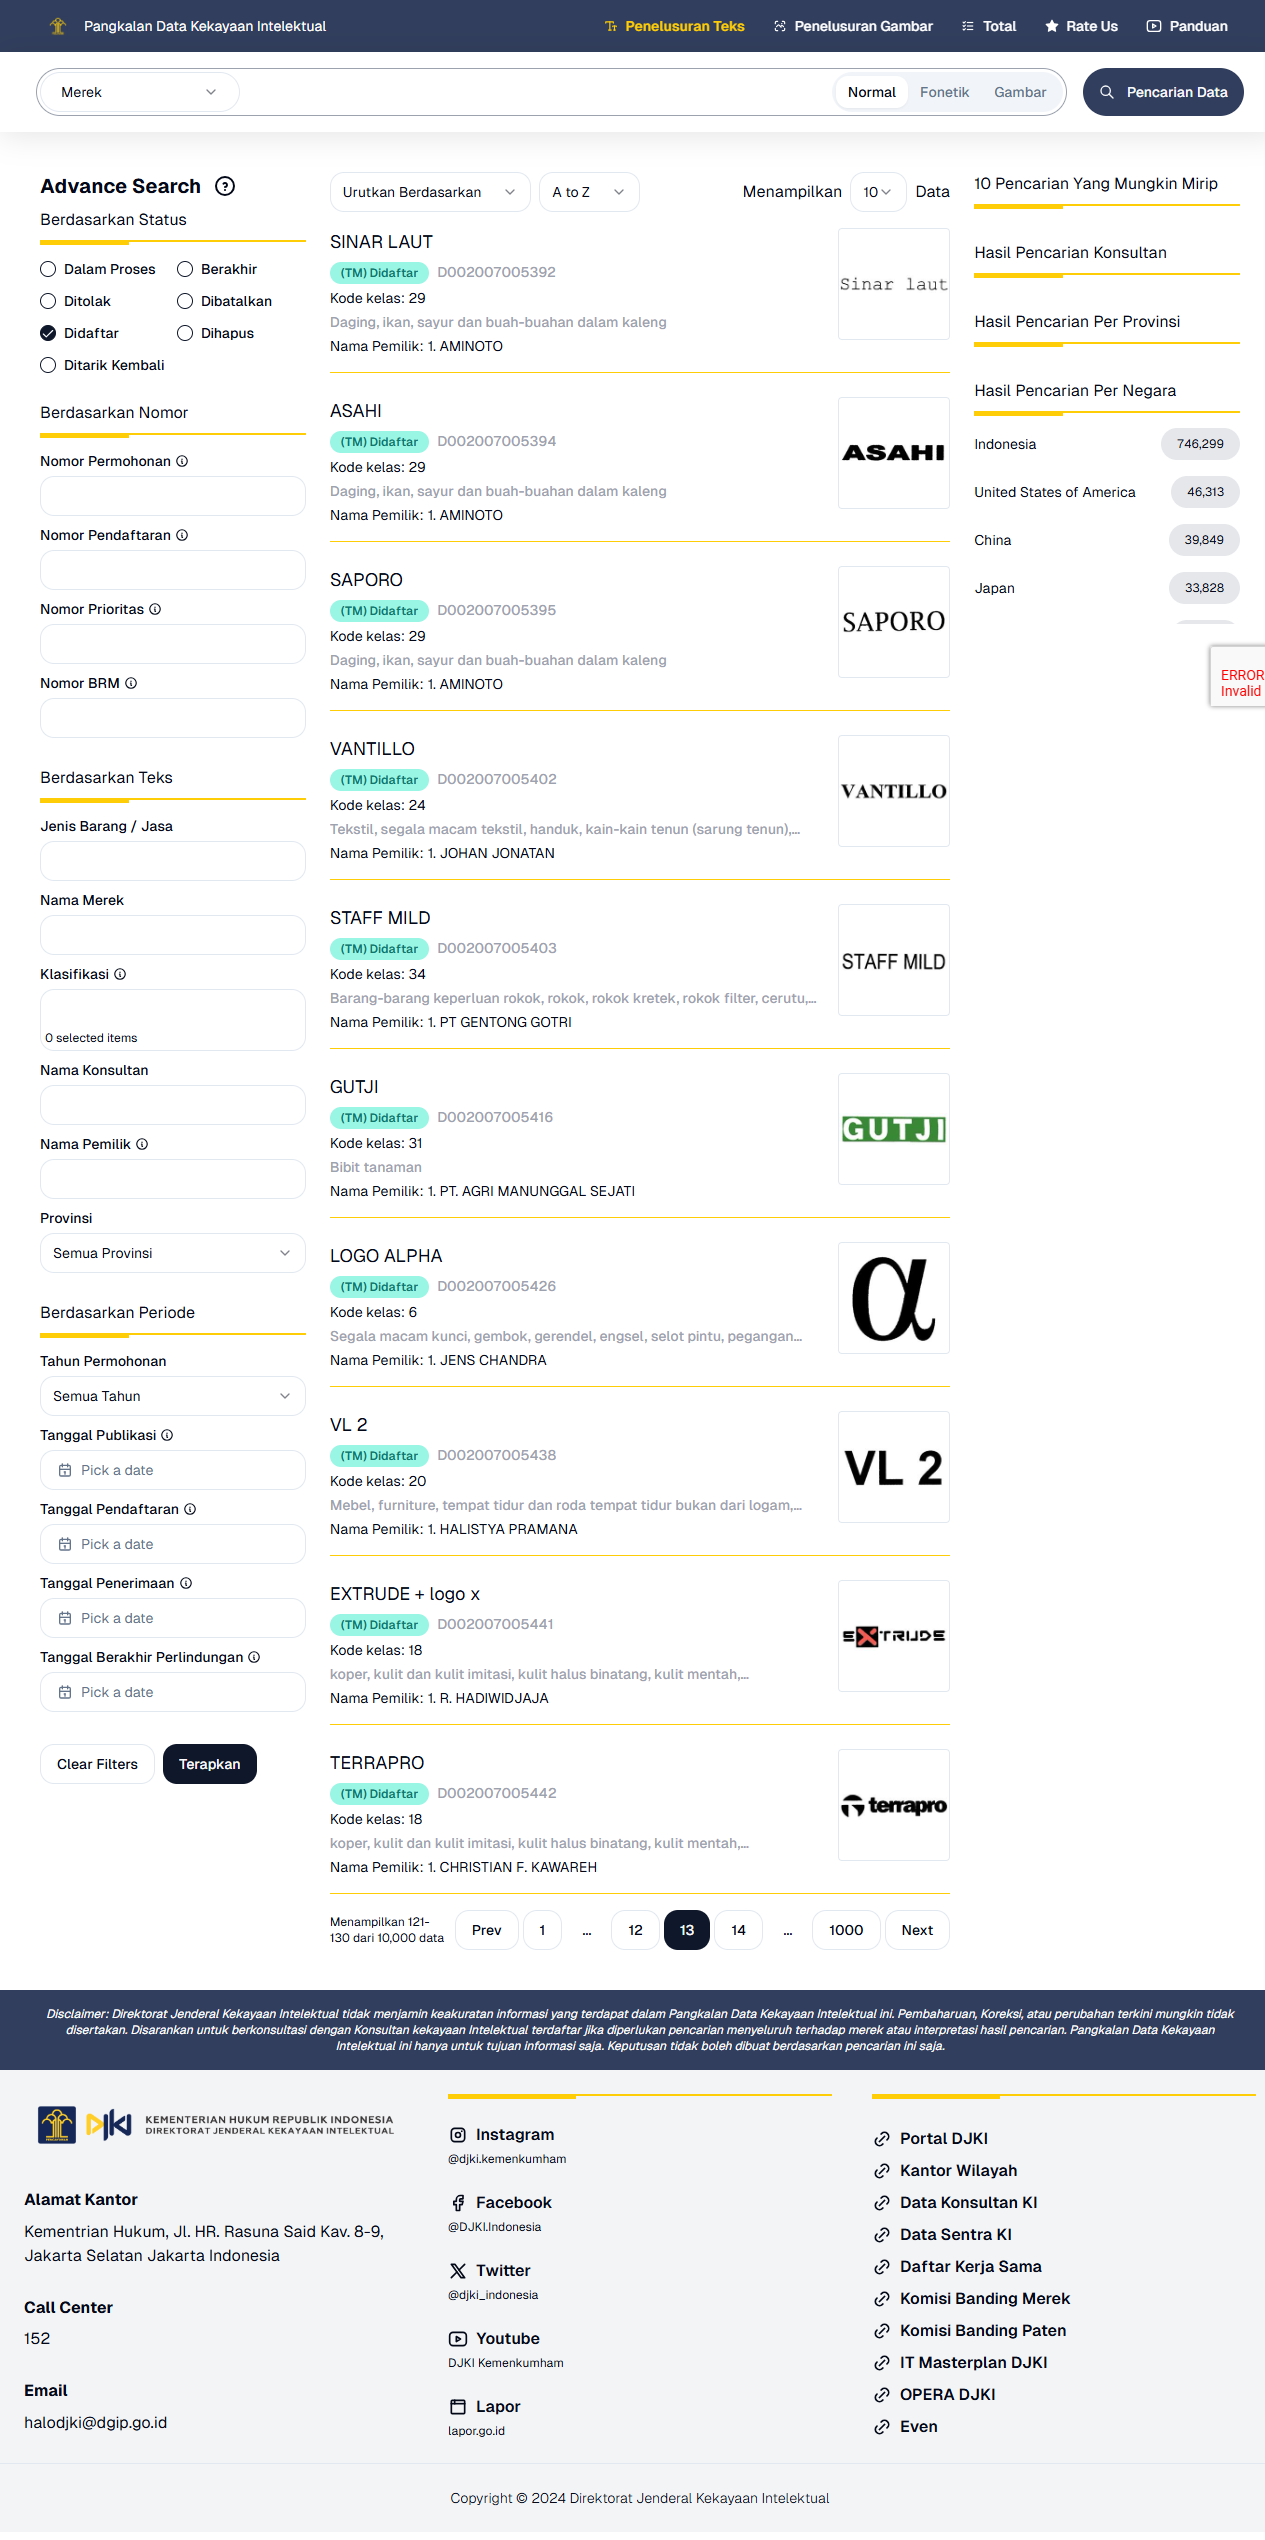 Pangkalan Data Kekayaan Intelektual
Penelusuran Teks
Penelusuran Gambar
Total
Rate Us
Panduan
Merek
Normal
Fonetik
Gambar
Pencarian Data
Advance Search
Berdasarkan Status
Dalam Proses
Berakhir
Ditolak
Dibatalkan
Didaftar
Dihapus
Ditarik Kembali
Berdasarkan Nomor
Nomor Permohonan
Nomor Pendaftaran
Nomor Prioritas
Nomor BRM
Berdasarkan Teks
Jenis Barang / Jasa
Nama Merek
Klasifikasi
0 selected items
Nama Konsultan
Nama Pemilik
Provinsi
Semua Provinsi
Berdasarkan Periode
Tahun Permohonan
Semua Tahun
Tanggal Publikasi
Pick a date
Tanggal Pendaftaran
Pick a date
Tanggal Penerimaan
Pick a date
Tanggal Berakhir Perlindungan
Pick a date
Clear Filters
Terapkan
Urutkan Berdasarkan
A to Z
Menampilkan
10
Data
SINAR LAUT
(TM) Didaftar D002007005392
Kode kelas: 29
Daging, ikan, sayur dan buah-buahan dalam kaleng
Nama Pemilik: 1. AMINOTO
Sinar laut
ASAHI
(TM) Didaftar D002007005394
Kode kelas: 29
Daging, ikan, sayur dan buah-buahan dalam kaleng
Nama Pemilik: 1. AMINOTO
ASAHI
SAPORO
(TM) Didaftar D002007005395
Kode kelas: 29
Daging, ikan, sayur dan buah-buahan dalam kaleng
Nama Pemilik: 1. AMINOTO
SAPORO
VANTILLO
(TM) Didaftar D002007005402
Kode kelas: 24
Tekstil, segala macam tekstil, handuk, kain-kain tenun (sarung tenun),...
Nama Pemilik: 1. JOHAN JONATAN
VANTILLO
STAFF MILD
(TM) Didaftar D002007005403
Kode kelas: 34
Barang-barang keperluan rokok, rokok, rokok kretek, rokok filter, cerutu,...
Nama Pemilik: 1. PT GENTONG GOTRI
STAFF MILD
GUTJI
(TM) Didaftar D002007005416
Kode kelas: 31
Bibit tanaman
Nama Pemilik: 1. PT. AGRI MANUNGGAL SEJATI
GUTJI
LOGO ALPHA
(TM) Didaftar D002007005426
Kode kelas: 6
Segala macam kunci, gembok, gerendel, engsel, selot pintu, pegangan...
Nama Pemilik: 1. JENS CHANDRA
α
VL 2
(TM) Didaftar D002007005438
Kode kelas: 20
Mebel, furniture, tempat tidur dan roda tempat tidur bukan dari logam,...
Nama Pemilik: 1. HALISTYA PRAMANA
VL 2
EXTRUDE + logo x
(TM) Didaftar D002007005441
Kode kelas: 18
koper, kulit dan kulit imitasi, kulit halus binatang, kulit mentah,...
Nama Pemilik: 1. R. HADIWIDJAJA
EXTRUDE
TERRAPRO
(TM) Didaftar D002007005442
Kode kelas: 18
koper, kulit dan kulit imitasi, kulit halus binatang, kulit mentah,...
Nama Pemilik: 1. CHRISTIAN F. KAWAREH
terrapro
Menampilkan 121-
130 dari 10,000 data
Prev 1 ... 12 13 14 ... 1000 Next
10 Pencarian Yang Mungkin Mirip
Hasil Pencarian Konsultan
Hasil Pencarian Per Provinsi
Hasil Pencarian Per Negara
Indonesia 746,299
United States of America 46,313
China 39,849
Japan 33,828
ERROR
Invalid
Disclaimer: Direktorat Jenderal Kekayaan Intelektual tidak menjamin keakuratan informasi yang terdapat dalam Pangkalan Data Kekayaan Intelektual ini. Pembaharuan, Koreksi, atau perubahan terkini mungkin tidak
disertakan. Disarankan untuk berkonsultasi dengan Konsultan kekayaan Intelektual terdaftar jika diperlukan pencarian menyeluruh terhadap merek atau interpretasi hasil pencarian. Pangkalan Data Kekayaan
Intelektual ini hanya untuk tujuan informasi saja. Keputusan tidak boleh dibuat berdasarkan pencarian ini saja.
DJKI
KEMENTERIAN HUKUM REPUBLIK INDONESIA
DIREKTORAT JENDERAL KEKAYAAN INTELEKTUAL
Alamat Kantor
Kementrian Hukum, Jl. HR. Rasuna Said Kav. 8-9,
Jakarta Selatan Jakarta Indonesia
Call Center
152
Email
halodjki@dgip.go.id
Instagram
@djki.kemenkumham
Facebook
@DJKI.Indonesia
Twitter
@djki_indonesia
Youtube
DJKI Kemenkumham
Lapor
lapor.go.id
Portal DJKI
Kantor Wilayah
Data Konsultan KI
Data Sentra KI
Daftar Kerja Sama
Komisi Banding Merek
Komisi Banding Paten
IT Masterplan DJKI
OPERA DJKI
Even
Copyright © 2024 Direktorat Jenderal Kekayaan Intelektual